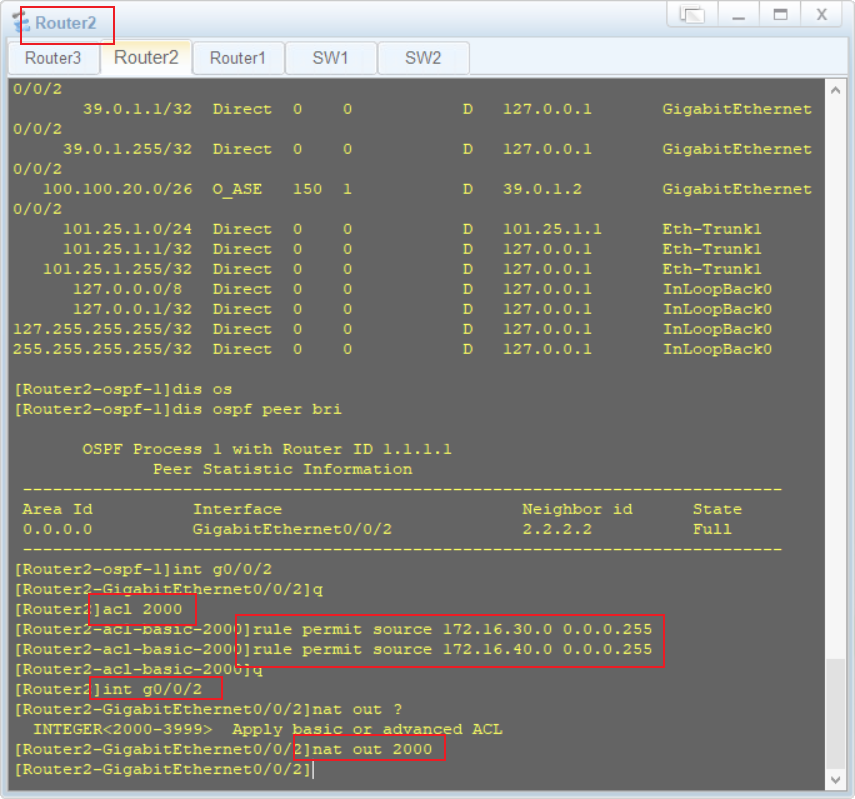 Router2
Router3 Router2 Router1 SW1 SW2
0/0/2
39.0.1.1/32 Direct 0 0 D 127.0.0.1 GigabitEthernet
0/0/2
39.0.1.255/32 Direct 0 0 D 127.0.0.1 GigabitEthernet
0/0/2
100.100.20.0/26 O_ASE 150 1 D 39.0.1.2 GigabitEthernet
0/0/2
101.25.1.0/24 Direct 0 0 D 101.25.1.1 Eth-Trunk1
101.25.1.1/32 Direct 0 0 D 127.0.0.1 Eth-Trunk1
101.25.1.255/32 Direct 0 0 D 127.0.0.1 Eth-Trunk1
127.0.0.0/8 Direct 0 0 D 127.0.0.1 InLoopBack0
127.0.0.1/32 Direct 0 0 D 127.0.0.1 InLoopBack0
127.255.255.255/32 Direct 0 0 D 127.0.0.1 InLoopBack0
255.255.255.255/32 Direct 0 0 D 127.0.0.1 InLoopBack0
[Router2-ospf-1]dis os
[Router2-ospf-1]dis ospf peer bri
OSPF Process 1 with Router ID 1.1.1.1
Peer Statistic Information
----------------------------------------------------------------------------
Area Id Interface Neighbor id State
0.0.0.0 GigabitEthernet0/0/2 2.2.2.2 Full
----------------------------------------------------------------------------
[Router2-ospf-1]int g0/0/2
[Router2-GigabitEthernet0/0/2]q
[Router2]acl 2000
[Router2-acl-basic-2000]rule permit source 172.16.30.0 0.0.0.255
[Router2-acl-basic-2000]rule permit source 172.16.40.0 0.0.0.255
[Router2-acl-basic-2000]q
[Router2]int g0/0/2
[Router2-GigabitEthernet0/0/2]nat out ?
INTEGER<2000-3999> Apply basic or advanced ACL
[Router2-GigabitEthernet0/0/2]nat out 2000
[Router2-GigabitEthernet0/0/2]